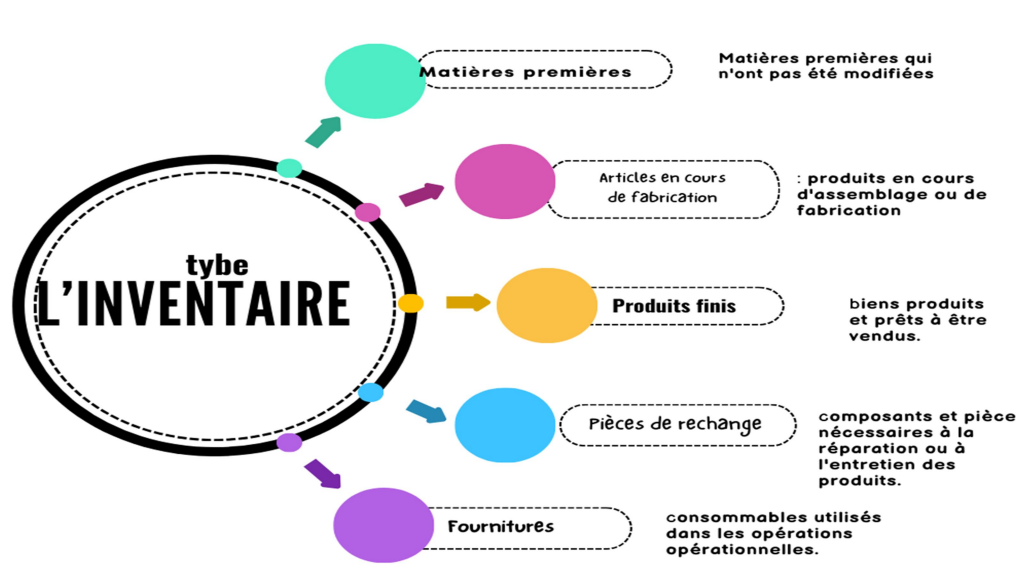 Matières premières
Matières premières qui
n'ont pas été modifiées
Articles en cours
de fabrication
: produits en cours
d'assemblage ou de
fabrication
tybe
L'INVENTAIRE
Produits finis
biens produits
et prêts à être
vendus.
Pièces de rechange
composants et pièce
nécessaires à la
réparation ou à
l'entretien des
produits.
Fournitures
consommables utilisés
dans les opérations
opérationnelles.